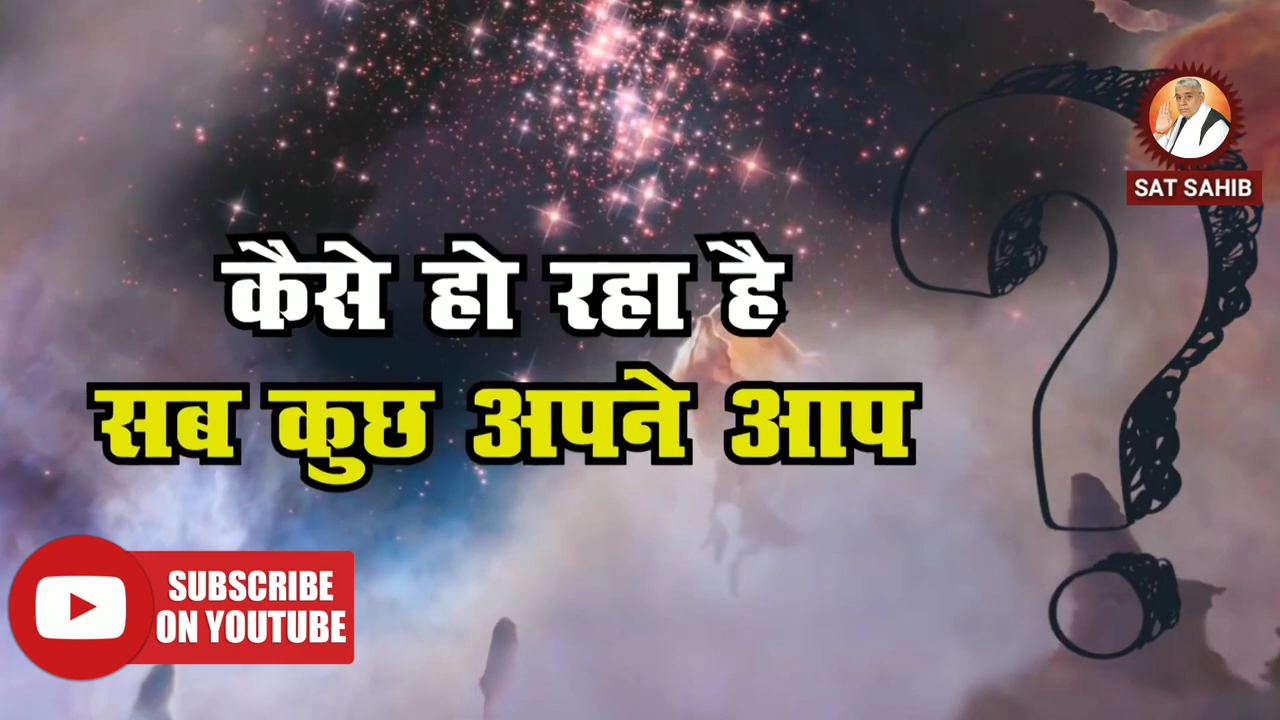 SAT SAHIB
कैसे हो रहा है
सब कुछ अपने आप
SUBSCRIBE
ON YOUTUBE